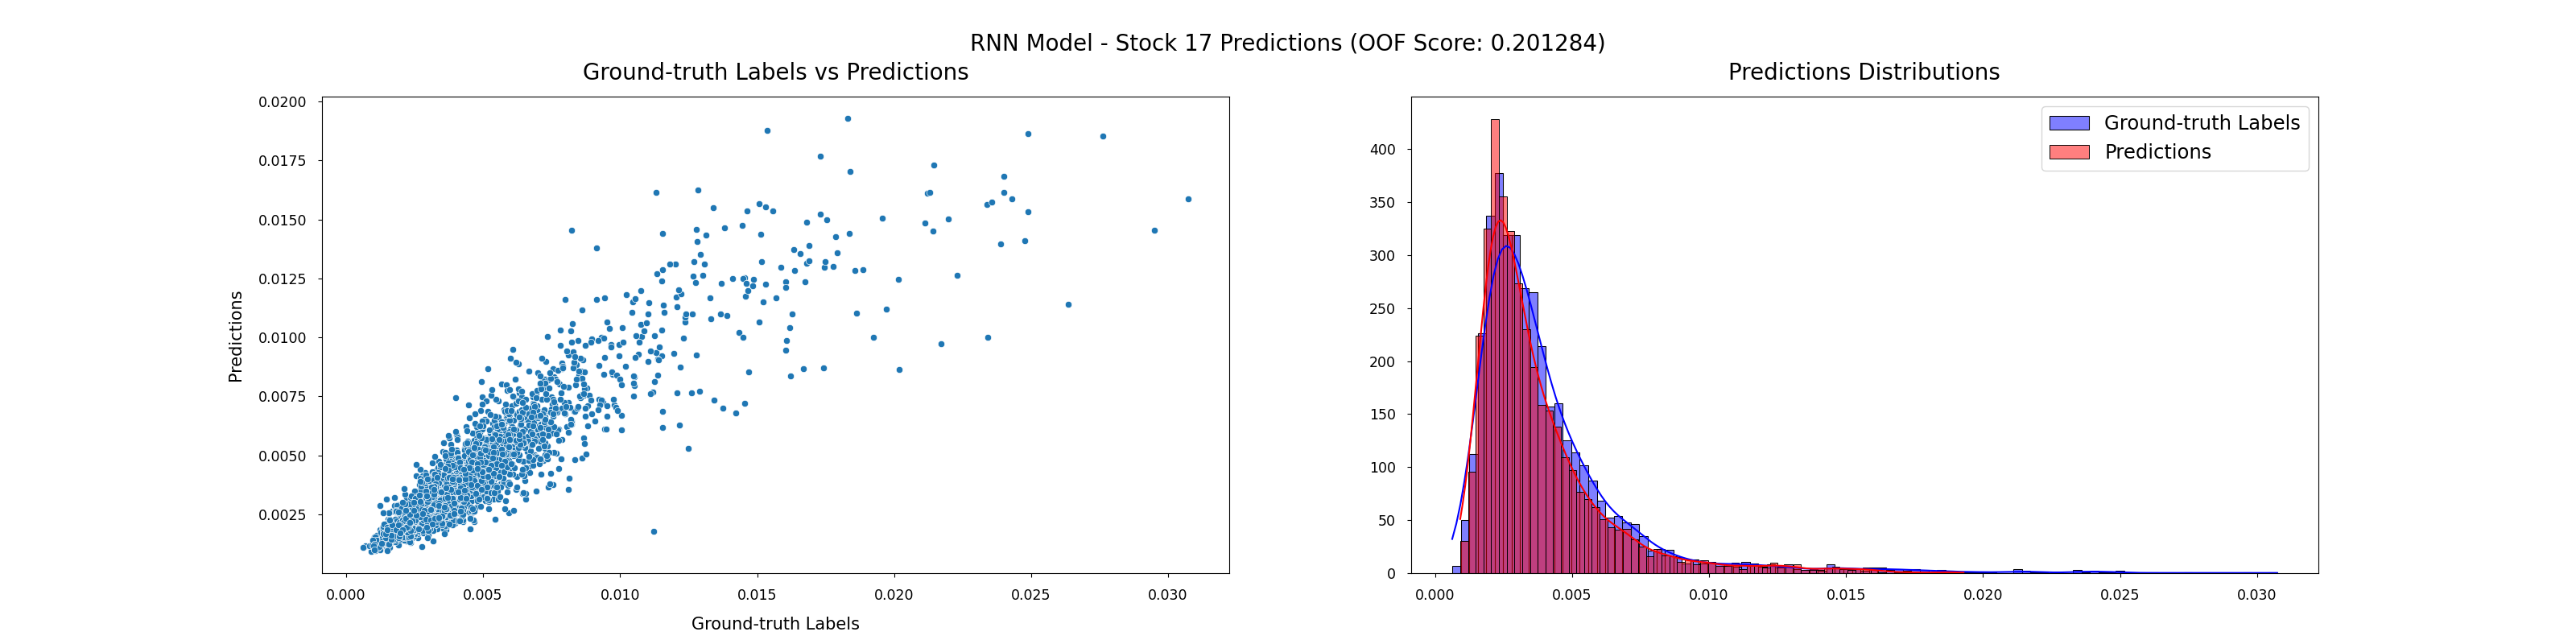 RNN Model - Stock 17 Predictions (OOF Score: 0.201284)
Ground-truth Labels vs Predictions
0.0200
0.0175
0.0150
0.0125
0.0100
0.0075
0.0050
0.0025
Predictions
0.000 0.005 0.010 0.015 0.020 0.025 0.030
Ground-truth Labels
Predictions Distributions
Ground-truth Labels
Predictions
400
350
300
250
200
150
100
50
0
0.000 0.005 0.010 0.015 0.020 0.025 0.030